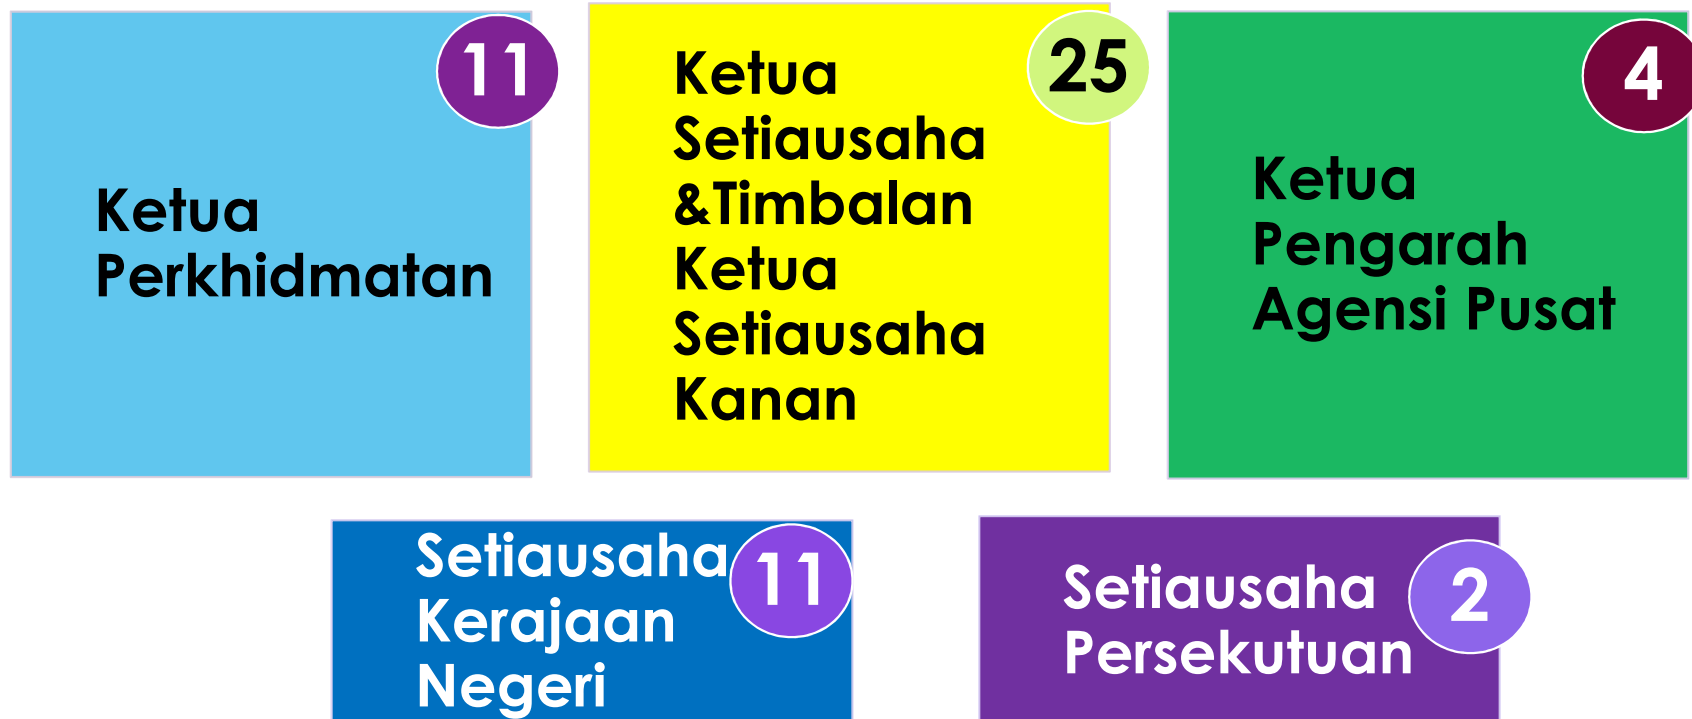 11
Ketua
Perkhidmatan
25
Ketua
Setiausaha
&Timbalan
Ketua
Setiausaha
Kanan
4
Ketua
Pengarah
Agensi Pusat
11
Setiausaha
Kerajaan
Negeri
2
Setiausaha
Persekutuan